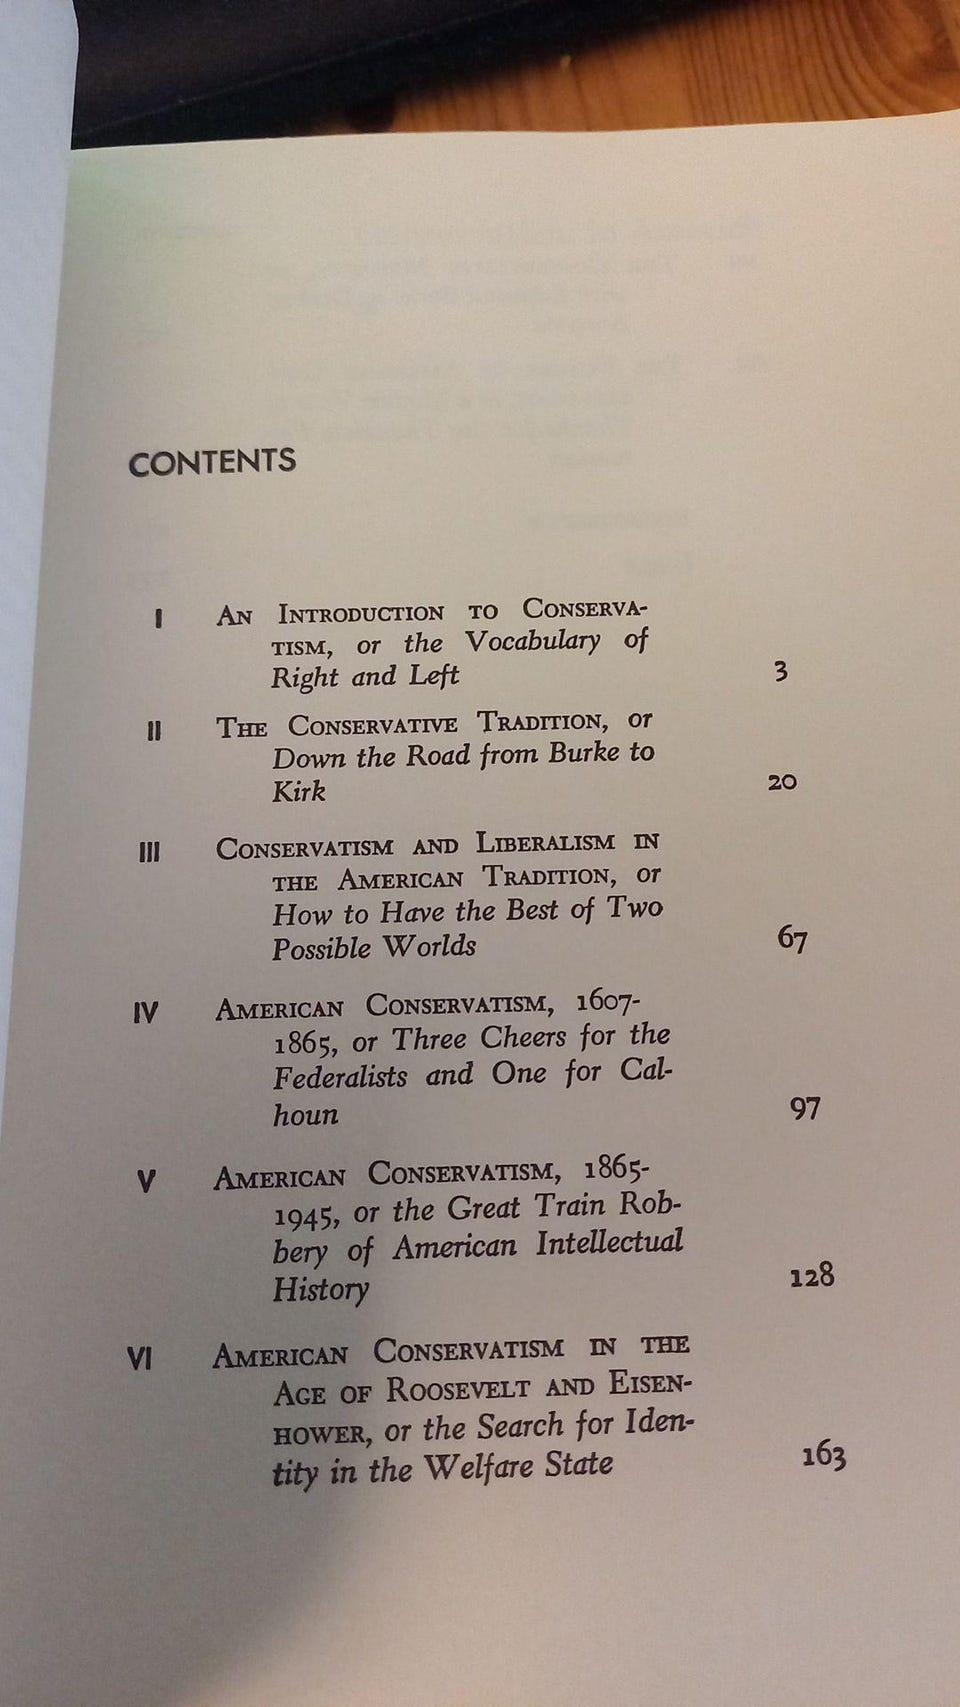 CONTENTS
I An Introduction to Conserva-
tism, or the Vocabulary of
Right and Left 3
II The Conservative Tradition, or
Down the Road from Burke to
Kirk 20
III Conservatism and Liberalism in
the American Tradition, or
How to Have the Best of Two
Possible Worlds 67
IV American Conservatism, 1607-
1865, or Three Cheers for the
Federalists and One for Cal-
houn 97
V American Conservatism, 1865-
1945, or the Great Train Rob-
bery of American Intellectual
History 128
VI American Conservatism in the
Age of Roosevelt and Eisen-
hower, or the Search for Iden-
tity in the Welfare State 163